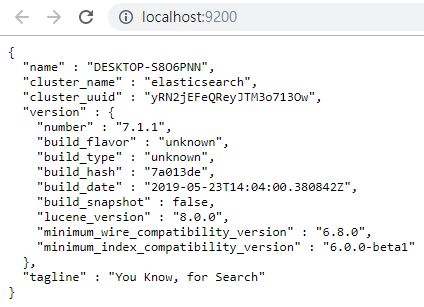 localhost:9200
{
  "name" : "DESKTOP-S8O6PNN",
  "cluster_name" : "elasticsearch",
  "cluster_uuid" : "yRN2jEFeQReyJTM3o713Ow",
  "version" : {
    "number" : "7.1.1",
    "build_flavor" : "unknown",
    "build_type" : "unknown",
    "build_hash" : "7a013de",
    "build_date" : "2019-05-23T14:04:00.380842Z",
    "build_snapshot" : false,
    "lucene_version" : "8.0.0",
    "minimum_wire_compatibility_version" : "6.8.0",
    "minimum_index_compatibility_version" : "6.0.0-beta1"
  },
  "tagline" : "You Know, for Search"
}